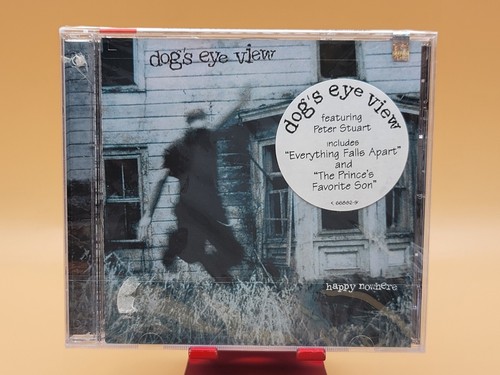 dog's eye view
dog's eye view
featuring
Peter Stuart
includes
"Everything Falls Apart"
and
"The Prince's
Favorite Son"
happy nowhere